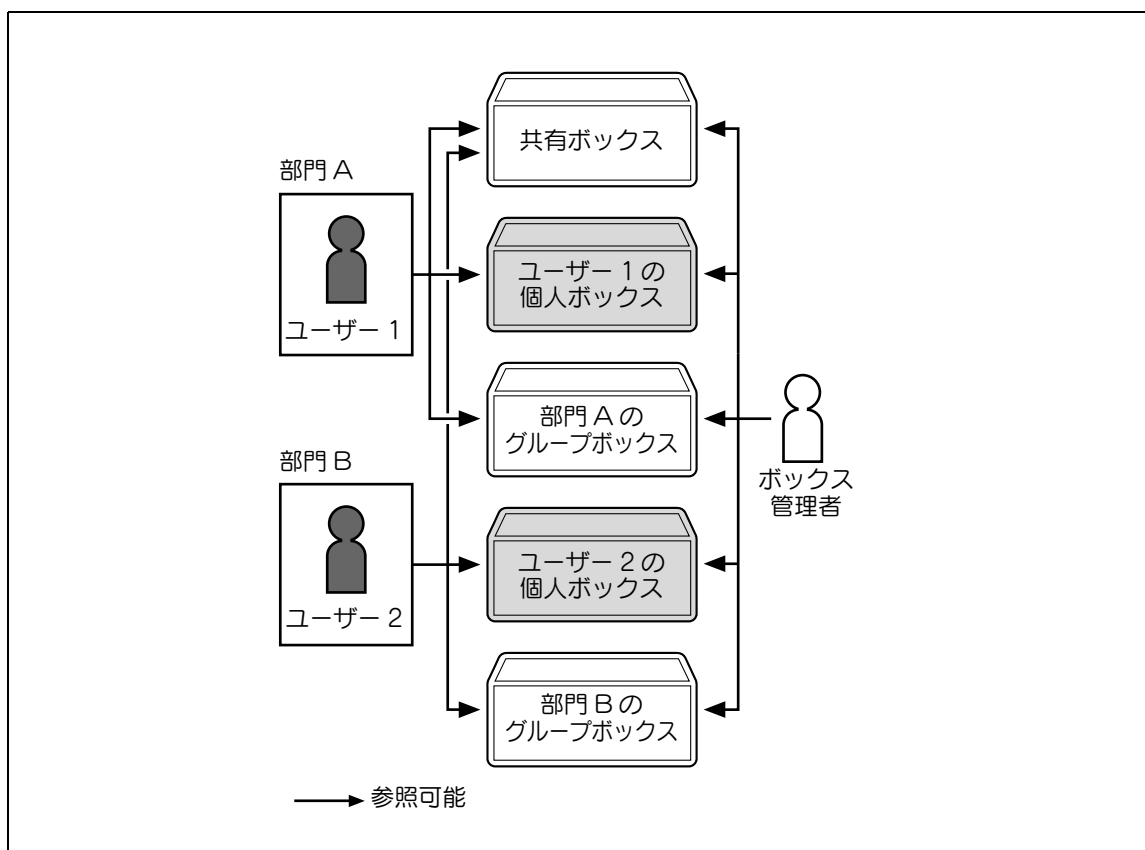 共有ボックス
部門 A
ユーザー 1
ユーザー 1 の
個人ボックス
部門 A の
グループボックス
部門 B
ユーザー 2
ユーザー 2 の
個人ボックス
部門 B の
グループボックス
ボックス
管理者
参照可能